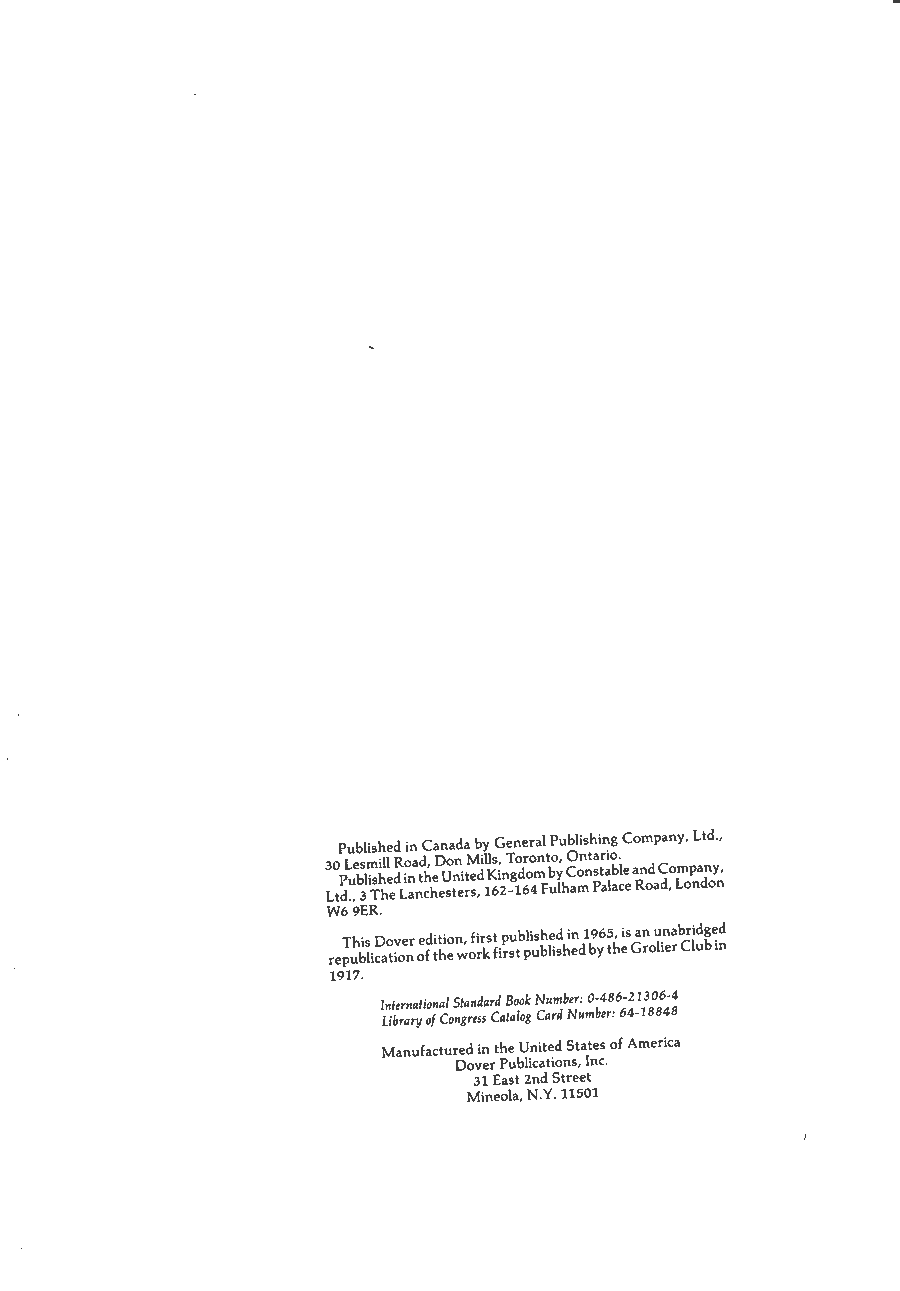 Published in Canada by General Publishing Company, Ltd.,
30 Lesmill Road, Don Mills, Toronto, Ontario.
Published in the United Kingdom by Constable and Company,
Ltd., 3 The Lanchesters, 162-164 Fulham Palace Road, London
W6 9ER.
This Dover edition, first published in 1965, is an unabridged
republication of the work first published by the Grolier Club in
1917.
International Standard Book Number: 0-486-21306-4
Library of Congress Catalog Card Number: 64-18848
Manufactured in the United States of America
Dover Publications, Inc.
31 East 2nd Street
Mineola, N.Y. 11501